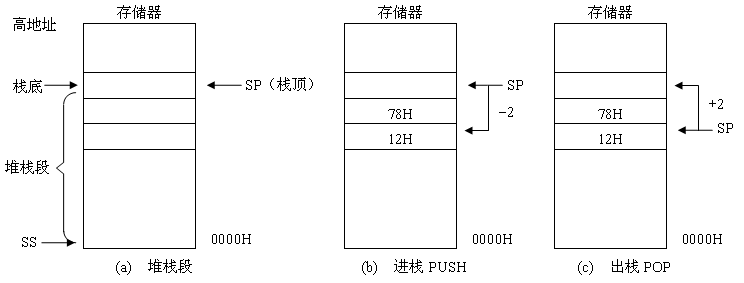 高地址
存储器
存储器
存储器
栈底
SP（栈顶）
SP
-2
+2
SP
78H
12H
78H
12H
堆栈段
SS
0000H
0000H
0000H
(a) 堆栈段
(b) 进栈 PUSH
(c) 出栈 POP